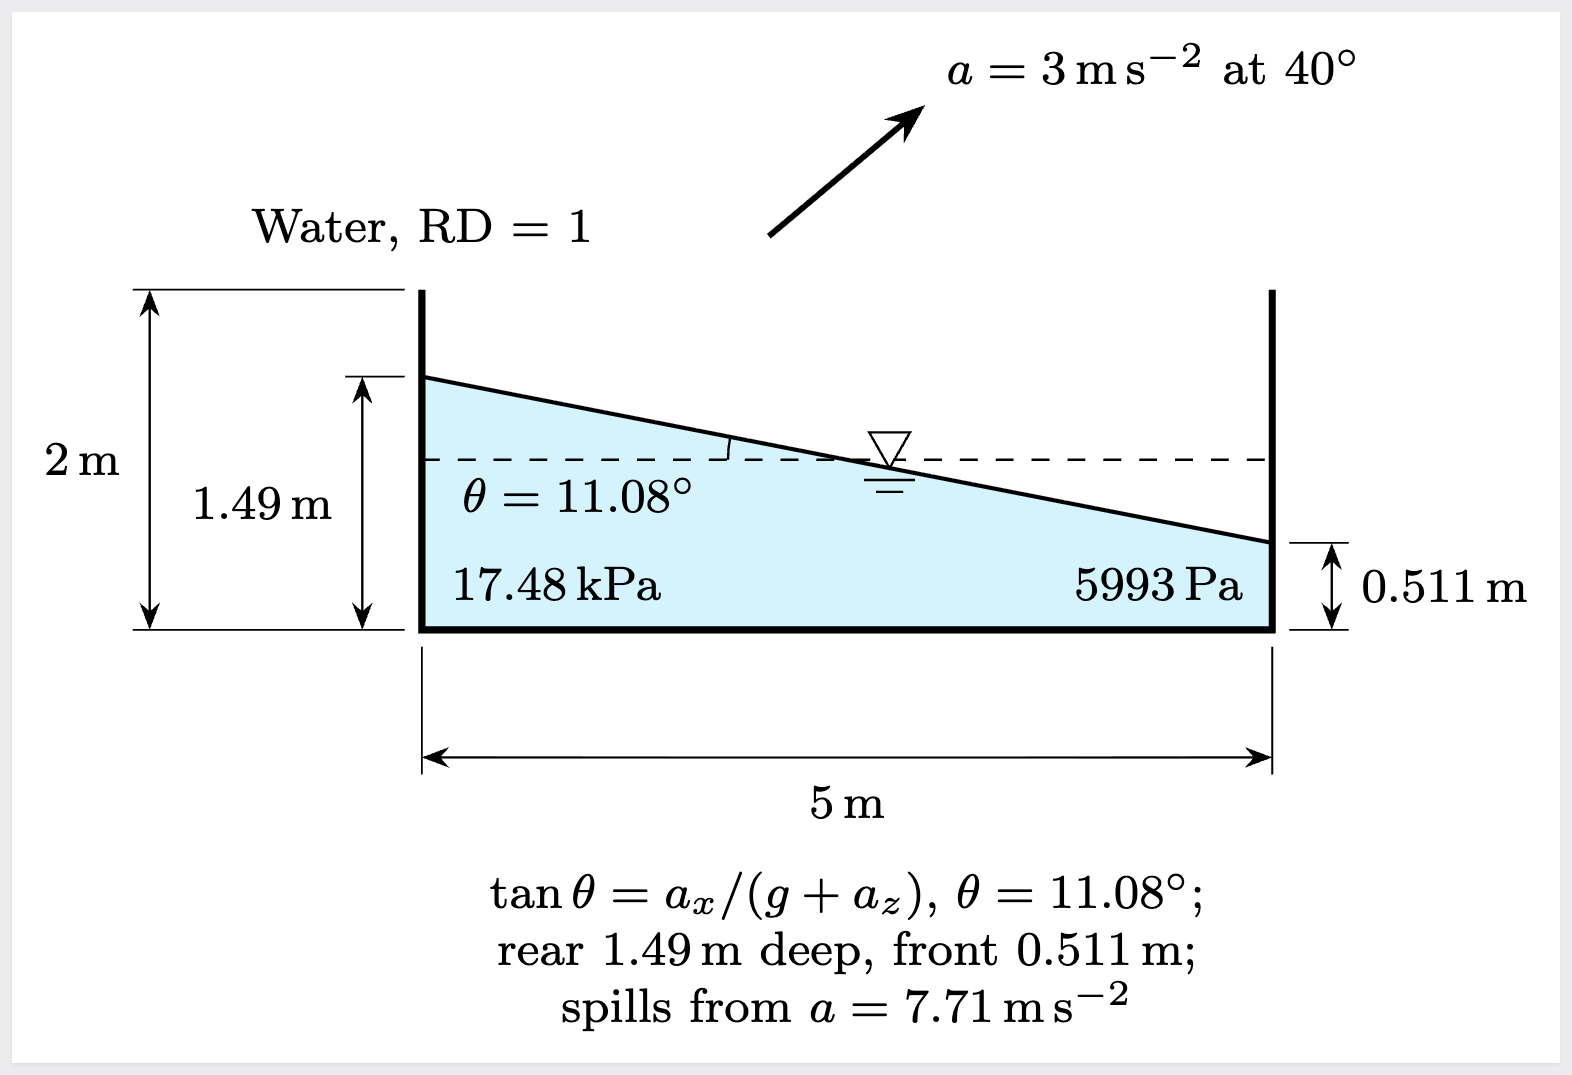 a = 3 m s⁻² at 40°
Water, RD = 1
2 m
1.49 m
θ = 11.08°
17.48 kPa
5993 Pa
0.511 m
5 m
tan θ = aₓ/(g + a_z), θ = 11.08°;
rear 1.49 m deep, front 0.511 m;
spills from a = 7.71 m s⁻²